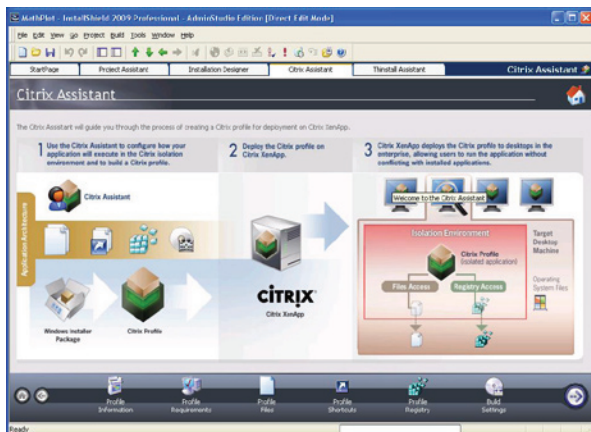 MathPlot - InstallShield 2009 Professional - AdminStudio Edition [Direct Edit Mode]
File Edit View Go Project Build Tools Window Help
StartPage Project Assistant Installation Designer Citrix Assistant Thinstall Assistant Citrix Assistant
Citrix Assistant
The Citrix Assistant will guide you through the process of creating a Citrix profile for deployment on Citrix XenApp.
1 Use the Citrix Assistant to configure how your
application will execute in the Citrix isolation
environment and to build a Citrix profile.
2 Deploy the Citrix profile on
Citrix XenApp.
3 Citrix XenApp deploys the Citrix profile to desktops in the
enterprise, allowing users to run the application without
conflicting with installed applications.
Citrix Assistant
Welcome to the Citrix Assistant
Application Architecture
Isolation Environment
Target
Desktop
Machine
Citrix Profile
(isolated application)
Files Access
Registry Access
Operating
System Files
CITRIX
Citrix XenApp
Windows Installer
Package
Citrix Profile
Profile
Information
Profile
Requirements
Profile
Files
Profile
Shortcuts
Profile
Registry
Build
Settings
Ready